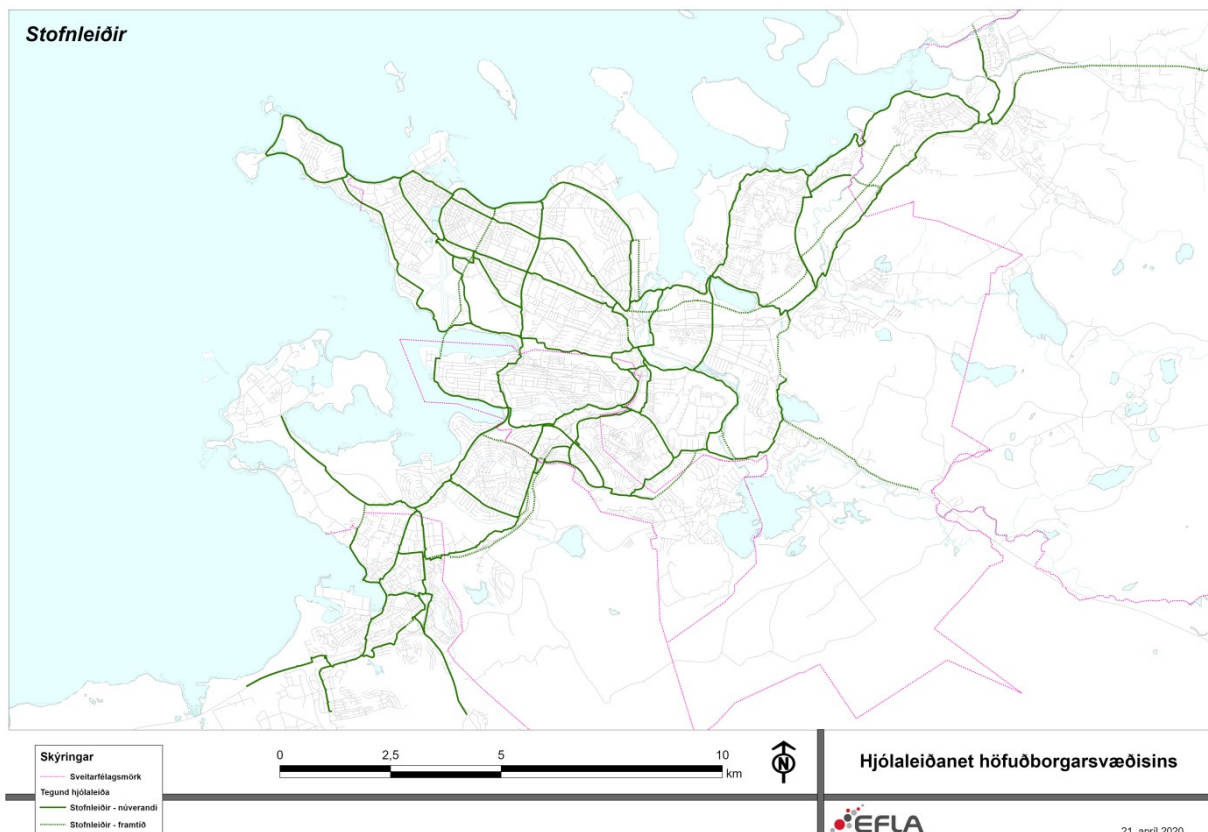 Stofnleiðir
Skýringar
Sveitarfélagsmörk
Tegund hjólaleiða
Stofnleiðir - núverandi
Stofnleiðir - framtíð
0
2,5
5
10
km
N
Hjólaleiðanet höfuðborgarsvæðisins
EFLA
21. apríl 2020